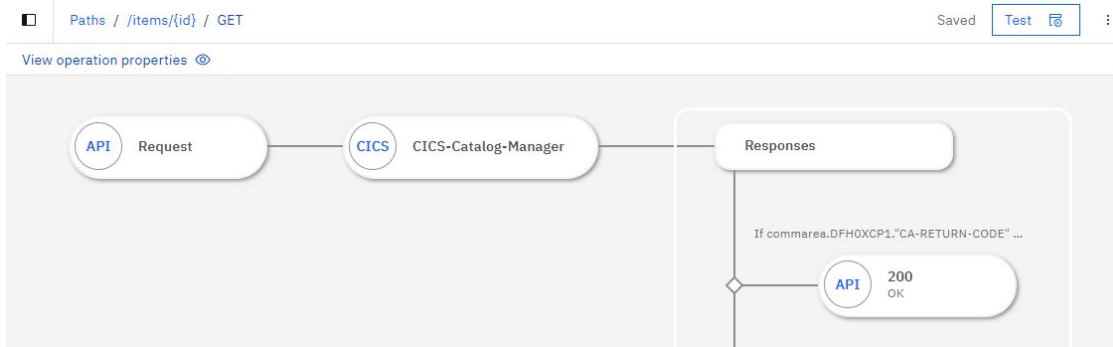 Paths / /items/{id} / GET
Saved
Test
View operation properties
API Request
CICS CICS-Catalog-Manager
Responses
If commarea.DFH0XCP1."CA-RETURN-CODE" ...
API
200
OK